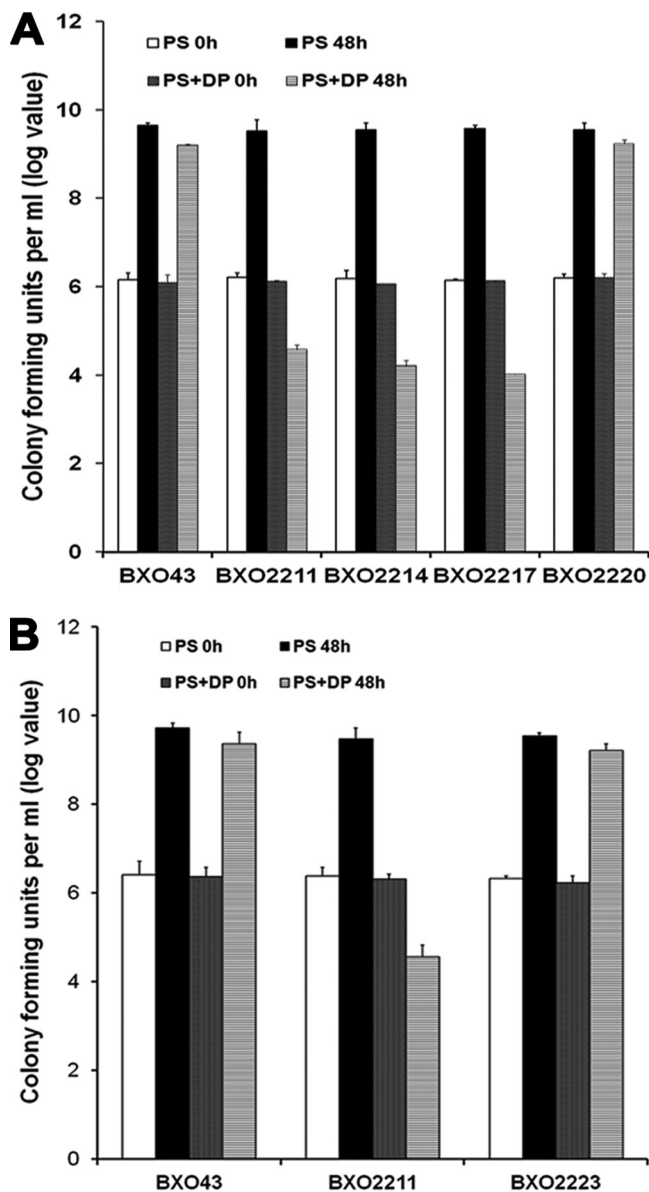 A
12
PS 0h PS 48h
PS+DP 0h PS+DP 48h
10
8
6
4
2
0
Colony forming units per ml (log value)
BXO43 BXO2211 BXO2214 BXO2217 BXO2220
B
12
PS 0h PS 48h
PS+DP 0h PS+DP 48h
10
8
6
4
2
0
Colony forming units per ml (log value)
BXO43 BXO2211 BXO2223